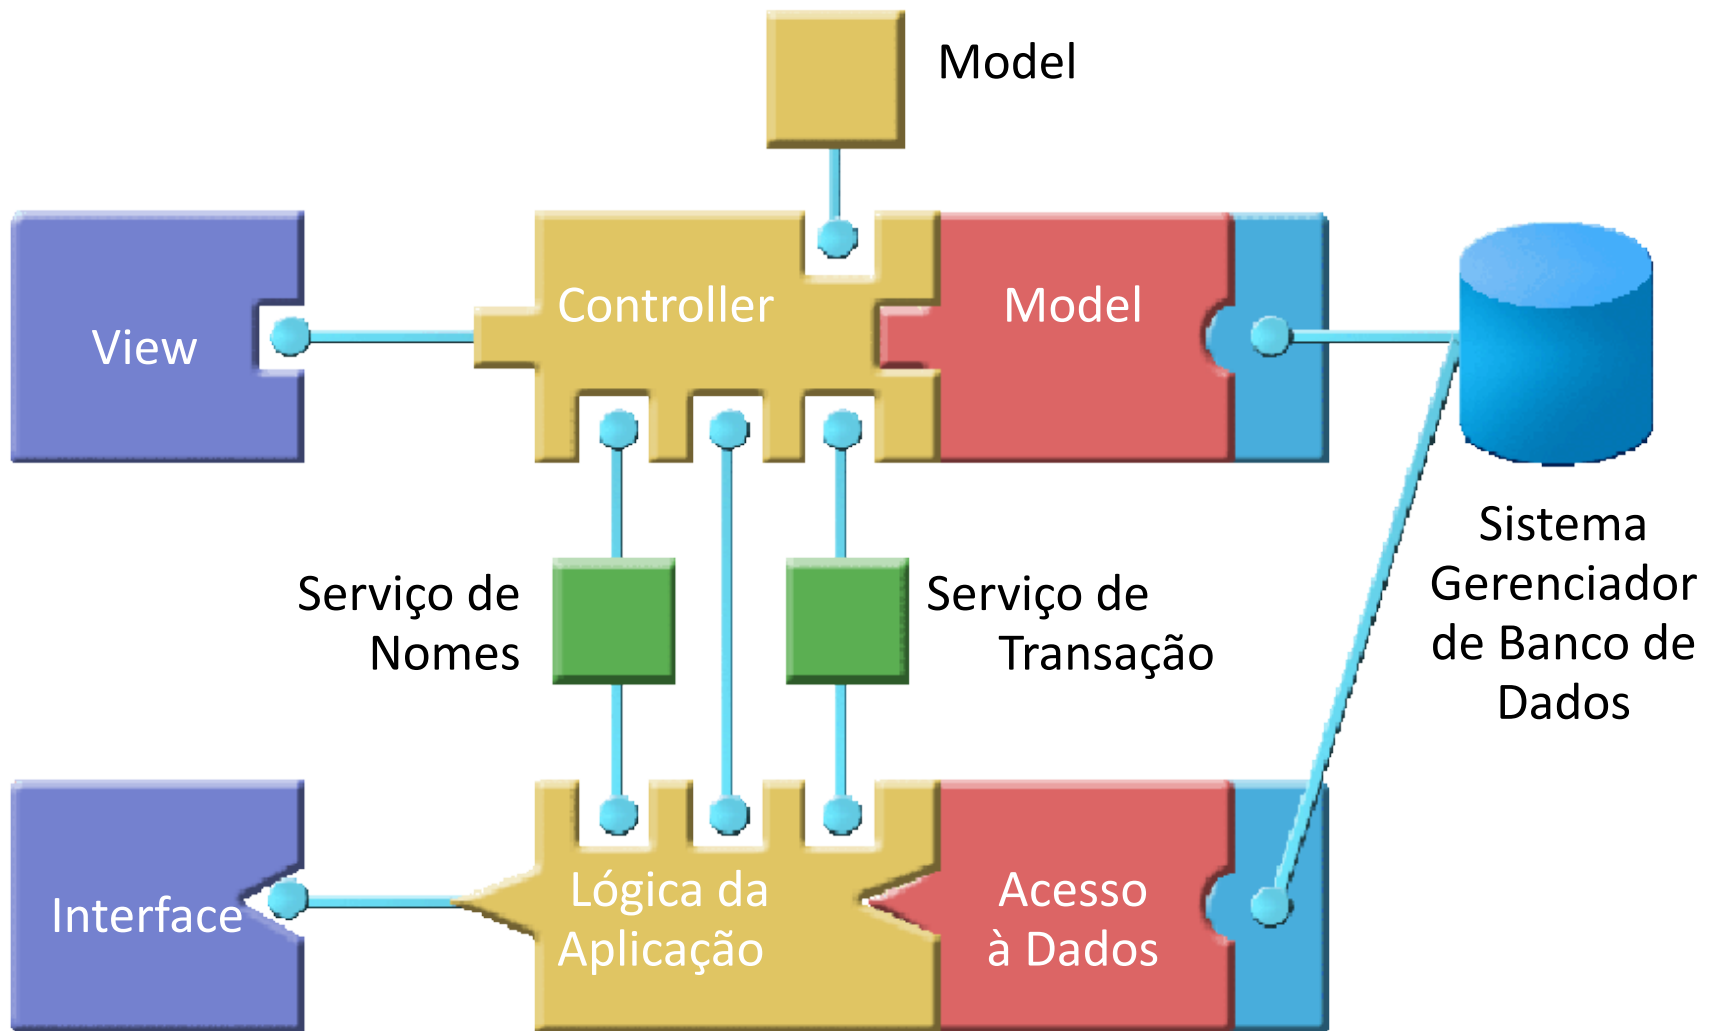 Model
View
Controller
Model
Sistema
Gerenciador
de Banco de
Dados
Serviço de
Nomes
Serviço de
Transação
Interface
Lógica da
Aplicação
Acesso
à Dados